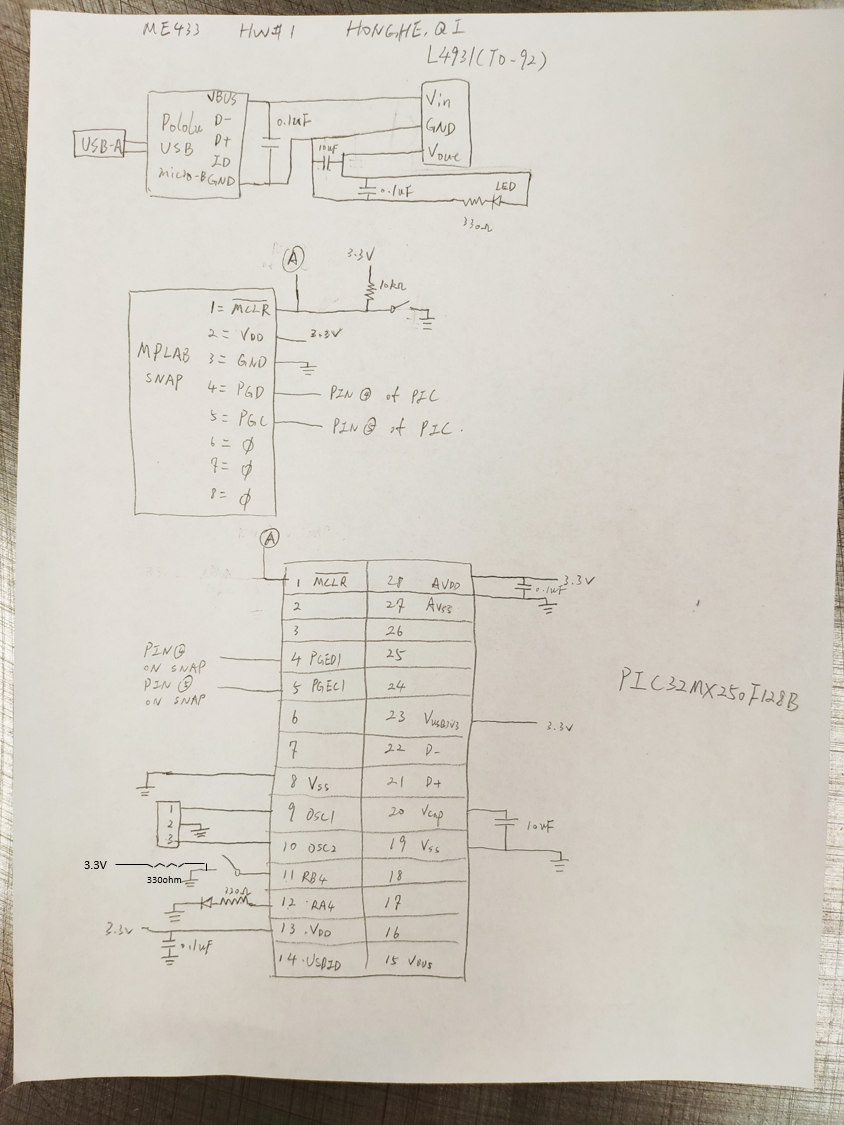 ME433 HW#1 HONGHE, QI
L4931(TO-92)
VBUS
D-
D+
ID
GND
Pololu
USB
micro-B
USB-A
0.1uF
10uF
Vin
GND
Vout
0.1uF
LED
330Ω
A
3.3V
10kΩ
MPLAB
SNAP
1= MCLR
2= VDD 3.3V
3= GND
4= PGD PIN ④ of PIC
5= PGC PIN ⑤ of PIC.
6= ϕ
7= ϕ
8= ϕ
A
1 MCLR 28 AVDD 3.3V
0.1uF
2 27 AVSS
3 26
PIN④
ON SNAP
4 PGED1 25
PIN⑤
ON SNAP
5 PGEC1 24
6 23 VUSB3V3 3.3V
7 22 D-
8 VSS 21 D+
1
2
3
9 OSC1 20 Vcap
10uF
10 OSC2 19 VSS
3.3V
330ohm
11 RB4 18
330Ω
12 RA4 17
3.3V 13 VDD 16
0.1uF
14 USBID 15 VBUS
PIC32MX250F128B